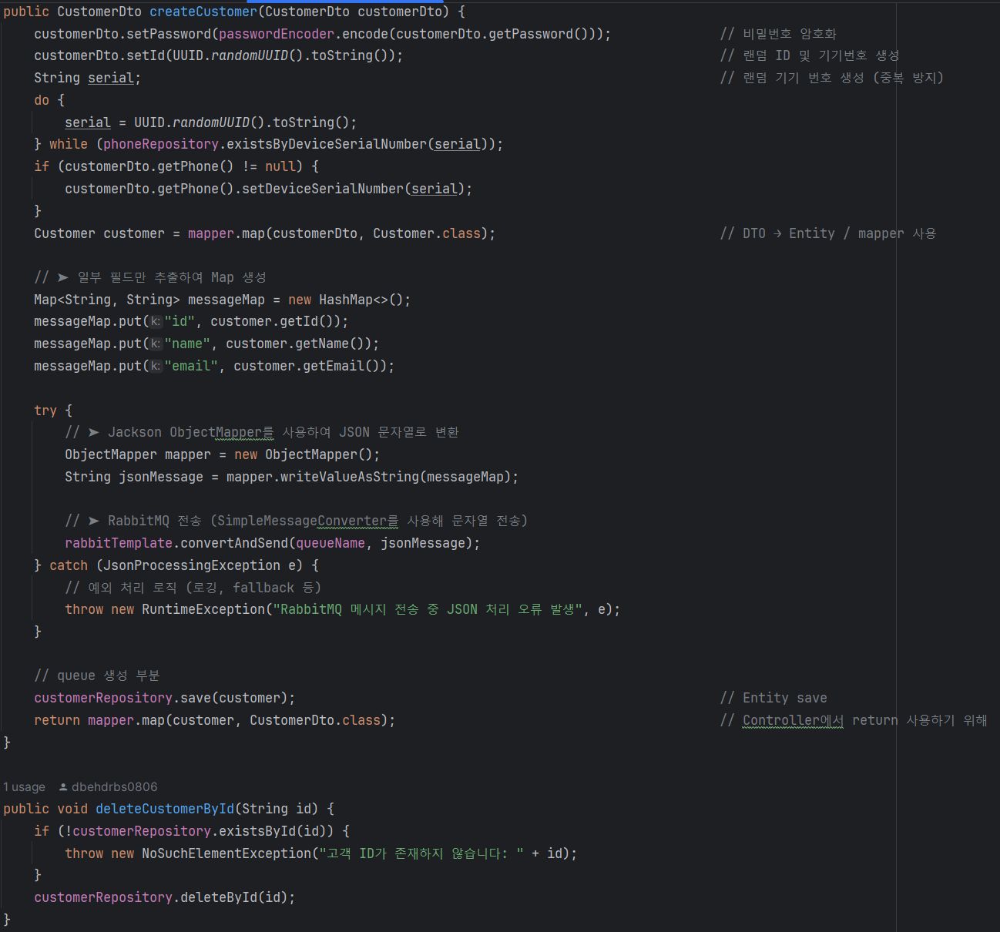 public CustomerDto createCustomer(CustomerDto customerDto) {
    customerDto.setPassword(passwordEncoder.encode(customerDto.getPassword()));              // 비밀번호 암호화
    customerDto.setId(UUID.randomUUID().toString());                                         // 랜덤 ID 및 기기번호 생성
    String serial;                                                                           // 랜덤 기기 번호 생성 (중복 방지)
    do {
        serial = UUID.randomUUID().toString();
    } while (phoneRepository.existsByDeviceSerialNumber(serial));
    if (customerDto.getPhone() != null) {
        customerDto.getPhone().setDeviceSerialNumber(serial);
    }
    Customer customer = mapper.map(customerDto, Customer.class);                             // DTO → Entity / mapper 사용

    // ➤ 일부 필드만 추출하여 Map 생성
    Map<String, String> messageMap = new HashMap<>();
    messageMap.put( k: "id", customer.getId());
    messageMap.put( k: "name", customer.getName());
    messageMap.put( k: "email", customer.getEmail());

    try {
        // ➤ Jackson ObjectMapper를 사용하여 JSON 문자열로 변환
        ObjectMapper mapper = new ObjectMapper();
        String jsonMessage = mapper.writeValueAsString(messageMap);

        // ➤ RabbitMQ 전송 (SimpleMessageConverter를 사용해 문자열 전송)
        rabbitTemplate.convertAndSend(queueName, jsonMessage);
    } catch (JsonProcessingException e) {
        // 예외 처리 로직 (로깅, fallback 등)
        throw new RuntimeException("RabbitMQ 메시지 전송 중 JSON 처리 오류 발생", e);
    }

    // queue 생성 부분
    customerRepository.save(customer);                                                       // Entity save
    return mapper.map(customer, CustomerDto.class);                                          // Controller에서 return 사용하기 위해
}

1 usage dbehdrbs0806
public void deleteCustomerById(String id) {
    if (!customerRepository.existsById(id)) {
        throw new NoSuchElementException("고객 ID가 존재하지 않습니다: " + id);
    }
    customerRepository.deleteById(id);
}